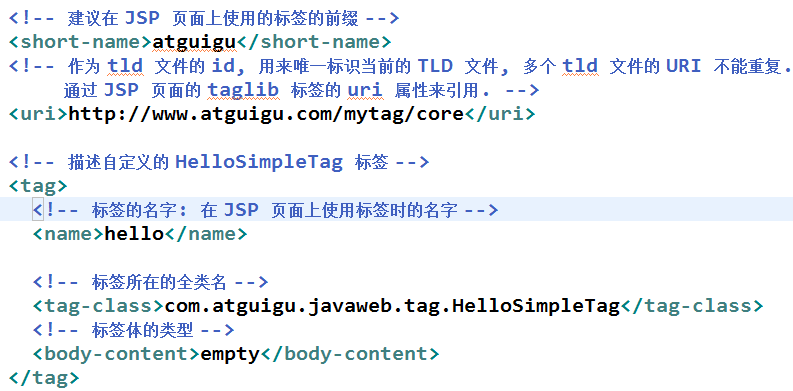 <!-- 建议在 JSP 页面上使用的标签的前缀 -->
<short-name>atguigu</short-name>
<!-- 作为 tld 文件的 id, 用来唯一标识当前的 TLD 文件, 多个 tld 文件的 URI 不能重复.
通过 JSP 页面的 taglib 标签的 uri 属性来引用. -->
<uri>http://www.atguigu.com/mytag/core</uri>
<!-- 描述自定义的 HelloSimpleTag 标签 -->
<tag>
<!-- 标签的名字: 在 JSP 页面上使用标签时的名字 -->
<name>hello</name>
<!-- 标签所在的全类名 -->
<tag-class>com.atguigu.javaweb.tag.HelloSimpleTag</tag-class>
<!-- 标签体的类型 -->
<body-content>empty</body-content>
</tag>